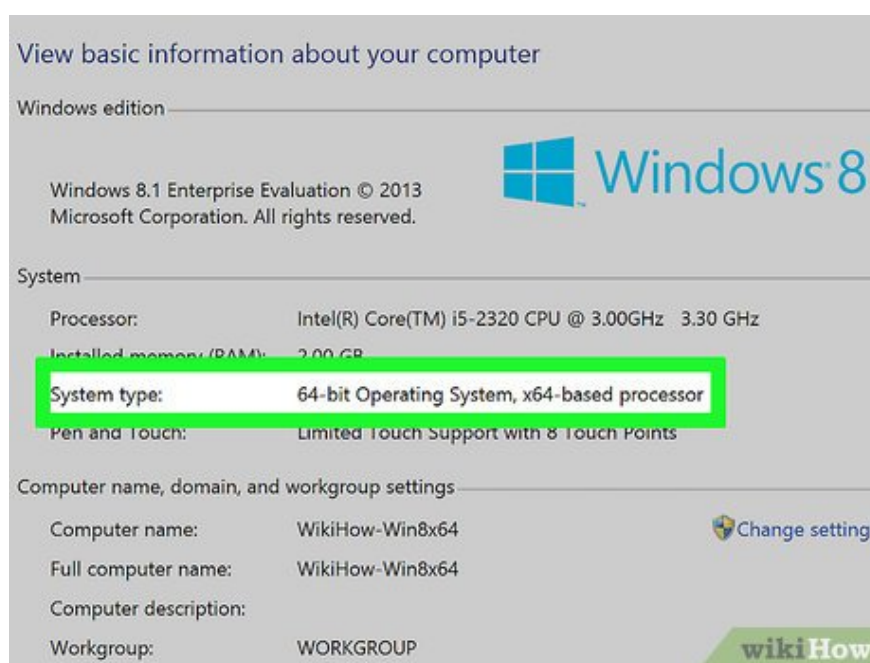 View basic information about your computer
Windows edition
Windows 8.1 Enterprise Evaluation © 2013
Microsoft Corporation. All rights reserved.
Windows 8
System
Processor: Intel(R) Core(TM) i5-2320 CPU @ 3.00GHz 3.30 GHz
Installed memory (RAM): 2.00 GB
System type: 64-bit Operating System, x64-based processor
Pen and Touch: Limited Touch Support with 8 Touch Points
Computer name, domain, and workgroup settings
Computer name: WikiHow-Win8x64
Change setting
Full computer name: WikiHow-Win8x64
Computer description:
Workgroup: WORKGROUP
wikiHow